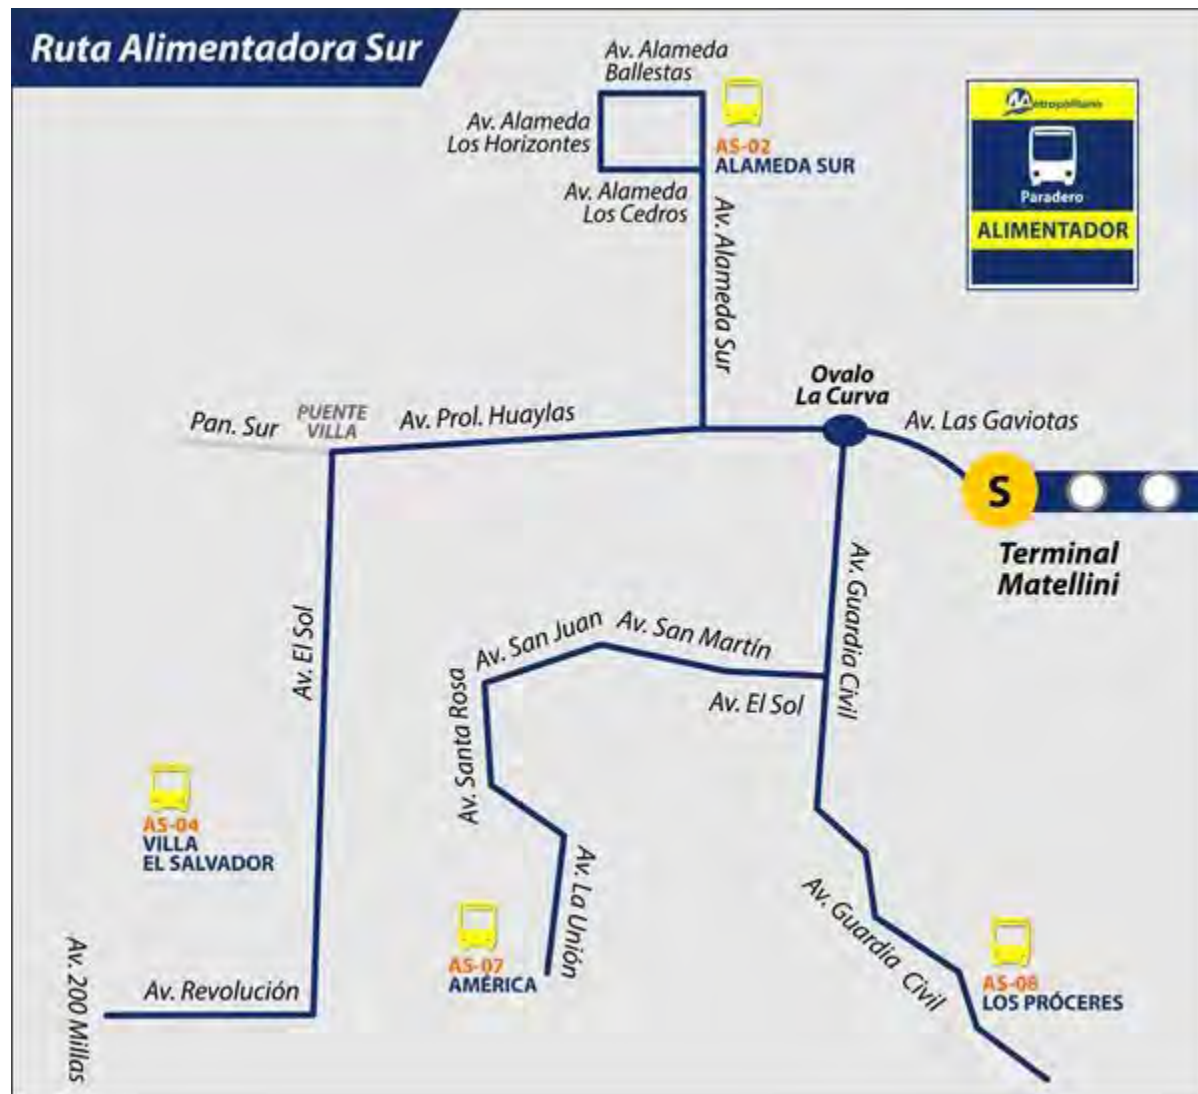 Ruta Alimentadora Sur
Av. Alameda
Ballestas
Av. Alameda
Los Horizontes
AS-02
ALAMEDA SUR
Av. Alameda
Los Cedros
Av. Alameda Sur
Metropolitano
Paradero
ALIMENTADOR
Ovalo
La Curva
Pan. Sur
PUENTE
VILLA
Av. Prol. Huaylas
Av. Las Gaviotas
S
Terminal
Matellini
Av. El Sol
Av. San Juan
Av. San Martín
Av. Guardia Civil
Av. Santa Rosa
Av. El Sol
AS-04
VILLA
EL SALVADOR
Av. La Unión
Av. Guardia Civil
AS-07
AMÉRICA
AS-08
LOS PRÓCERES
Av. 200 Millas
Av. Revolución